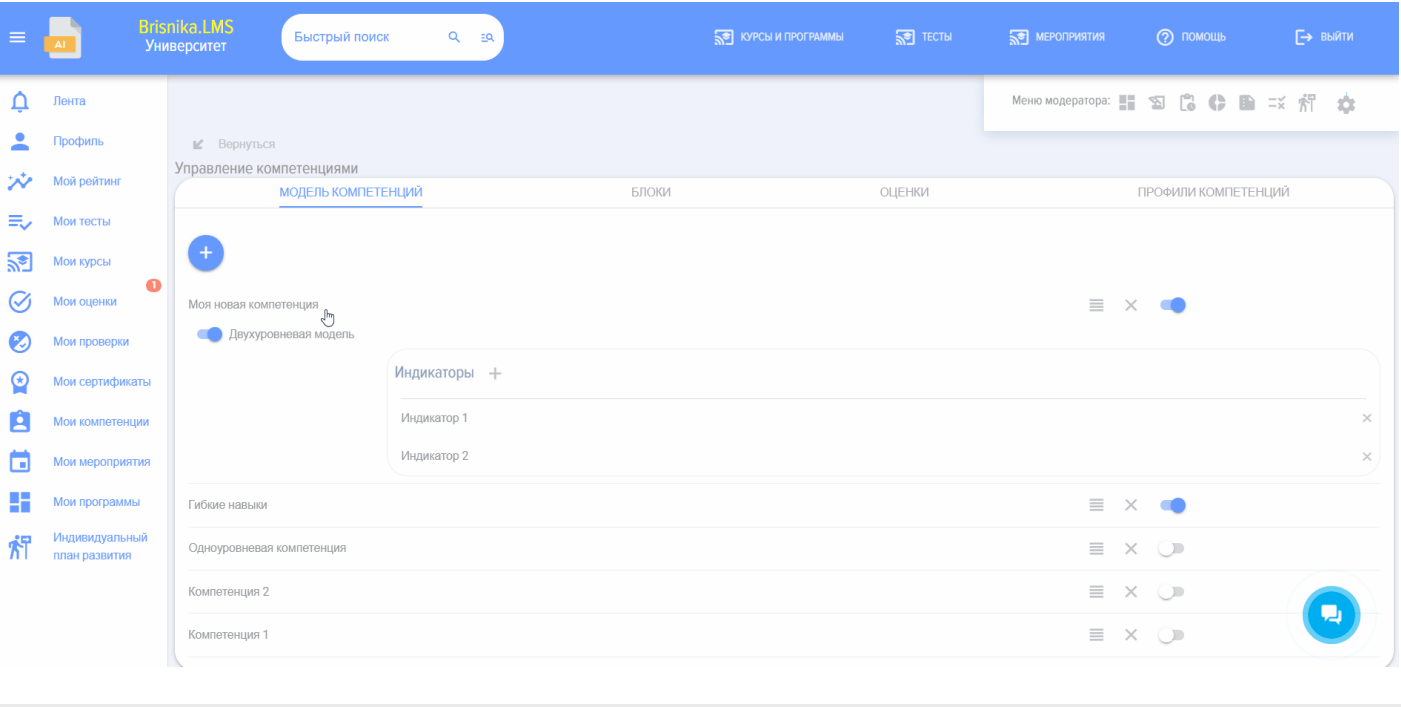 AI
Brisnika.LMS
Университет
Быстрый поиск
КУРСЫ И ПРОГРАММЫ
ТЕСТЫ
МЕРОПРИЯТИЯ
ПОМОЩЬ
ВЫЙТИ
Меню модератора:
Лента
Профиль
Мой рейтинг
Мои тесты
Мои курсы
1
Мои оценки
Мои проверки
Мои сертификаты
Мои компетенции
Мои мероприятия
Мои программы
Индивидуальный
план развития
Вернуться
Управление компетенциями
МОДЕЛЬ КОМПЕТЕНЦИЙ
БЛОКИ
ОЦЕНКИ
ПРОФИЛИ КОМПЕТЕНЦИЙ
Моя новая компетенция
Двухуровневая модель
Индикаторы
Индикатор 1
Индикатор 2
Гибкие навыки
Одноуровневая компетенция
Компетенция 2
Компетенция 1